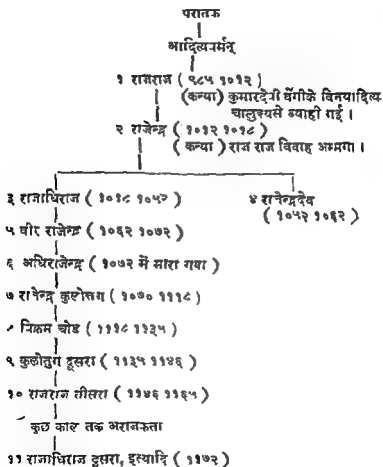 परातक
आदित्यवर्मन्
१ राजराज ( ९८५ १०१२ )
(कन्या) कुमारदेवी वेंगीके विनयादित्य
चालुक्यसे ब्याही गई ।
२ राजेन्द्र ( १०१२ १०१८ )
(कन्या) राज राज विवाह अम्मगा ।
३ राजाधिराज ( १०१८ १०५२ )
४ राजेन्द्रदेव
( १०५२ १०६२ )
५ वीर राजेन्द्र ( १०६२ १०७२ )
६ अधिराजेन्द्र ( १०७२ में मारा गया )
७ राजेन्द्र कुलोत्तग ( १०७० १११८ )
विक्रम चोड ( १११८ ११३५ )
९ कुलोतुग दूसरा ( ११३५ ११४६ )
१० राजराज तीसरा ( ११४६ ११६५ )
कुछ काल तक अराजकता
११ राजाधिराज दूसरा, इत्यादि ( ११७२ )